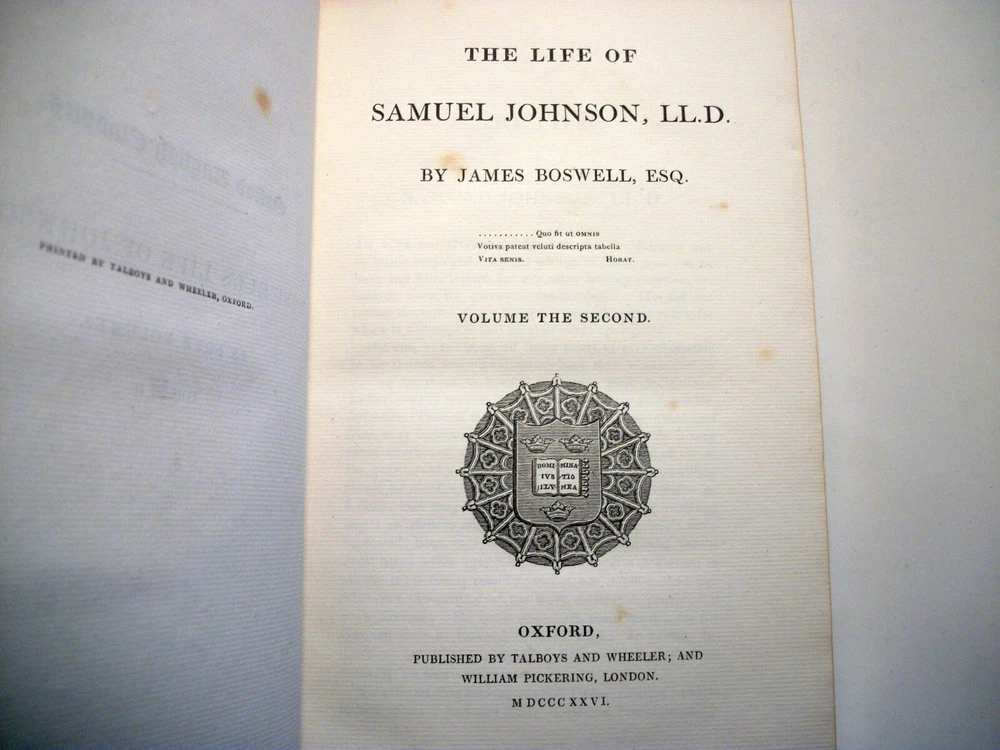 PRINTED BY TALBOYS AND WHEELER, OXFORD.
THE LIFE OF
SAMUEL JOHNSON, LL.D.
BY JAMES BOSWELL, ESQ.
........... Quo fit ut OMNIS
Votiva pateat veluti descripta tabella
VITA SENIS. HORAT.
VOLUME THE SECOND.
DOMI MINA
IVS TIO
ILV MEA
OXFORD,
PUBLISHED BY TALBOYS AND WHEELER; AND
WILLIAM PICKERING, LONDON.
MDCCCXXVI.